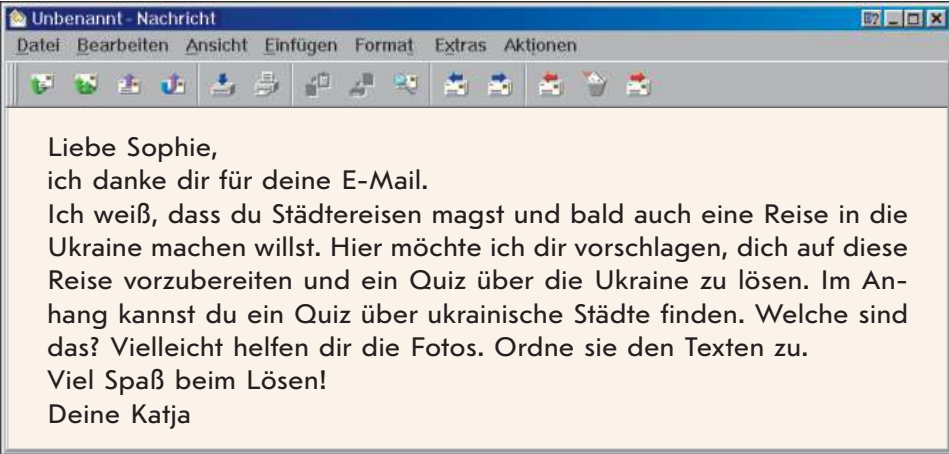 Unbenannt - Nachricht
Datei Bearbeiten Ansicht Einfügen Format Extras Aktionen
Liebe Sophie,
ich danke dir für deine E-Mail.
Ich weiß, dass du Städtereisen magst und bald auch eine Reise in die
Ukraine machen willst. Hier möchte ich dir vorschlagen, dich auf diese
Reise vorzubereiten und ein Quiz über die Ukraine zu lösen. Im An-
hang kannst du ein Quiz über ukrainische Städte finden. Welche sind
das? Vielleicht helfen dir die Fotos. Ordne sie den Texten zu.
Viel Spaß beim Lösen!
Deine Katja